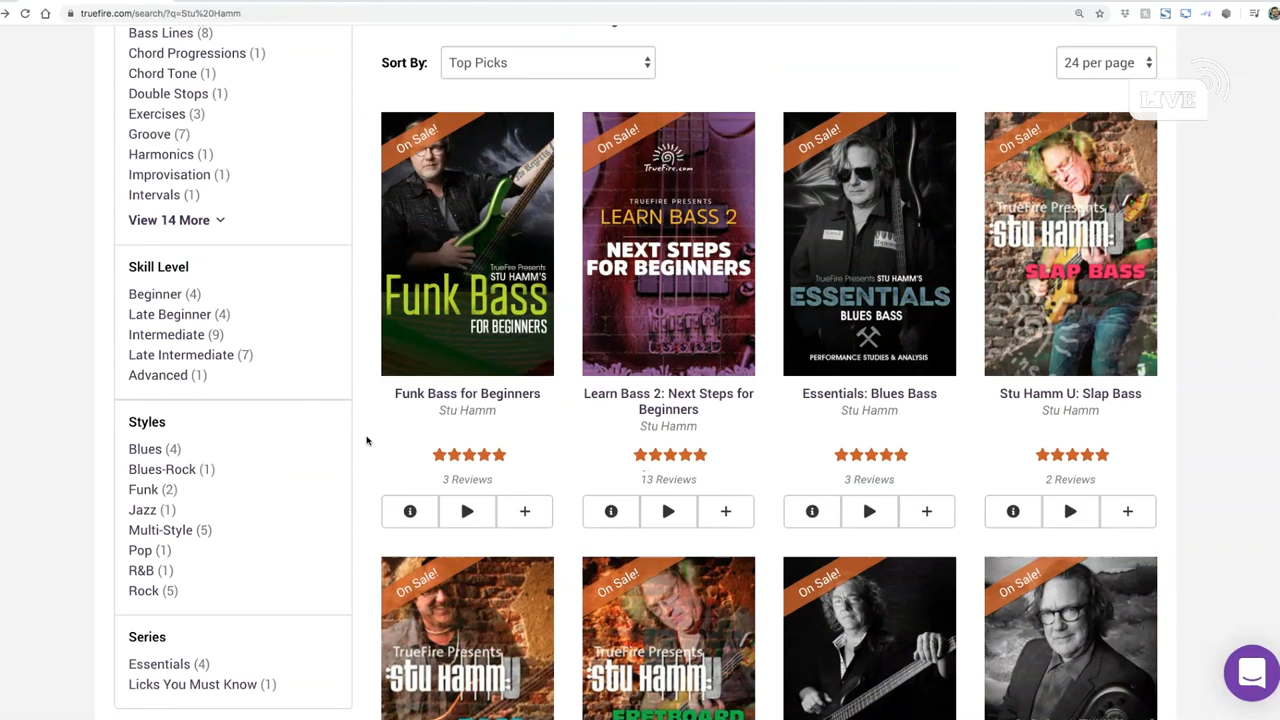 truefire.com/search/?q=Stu%20Hamm
Bass Lines (8)
Chord Progressions (1)
Chord Tone (1)
Double Stops (1)
Exercises (3)
Groove (7)
Harmonics (1)
Improvisation (1)
Intervals (1)
View 14 More
Skill Level
Beginner (4)
Late Beginner (4)
Intermediate (9)
Late Intermediate (7)
Advanced (1)
Styles
Blues (4)
Blues-Rock (1)
Funk (2)
Jazz (1)
Multi-Style (5)
Pop (1)
R&B (1)
Rock (5)
Series
Essentials (4)
Licks You Must Know (1)
Sort By:
Top Picks
24 per page
LIVE
On Sale!
TrueFire Presents
STU HAMM'S
Funk Bass
FOR BEGINNERS
Funk Bass for Beginners
Stu Hamm
3 Reviews
On Sale!
TrueFire.com
TRUEFIRE PRESENTS
LEARN BASS 2
NEXT STEPS
FOR BEGINNERS
Learn Bass 2: Next Steps for
Beginners
Stu Hamm
13 Reviews
On Sale!
TrueFire Presents STU HAMM'S
ESSENTIALS
BLUES BASS
PERFORMANCE STUDIES & ANALYSIS
Essentials: Blues Bass
Stu Hamm
3 Reviews
On Sale!
TrueFire Presents
stu hamm:U
SLAP BASS
Stu Hamm U: Slap Bass
Stu Hamm
2 Reviews
On Sale!
TrueFire Presents
stu hamm:U
On Sale!
TrueFire Presents
stu hamm:U
FRETBOARD
On Sale!
On Sale!